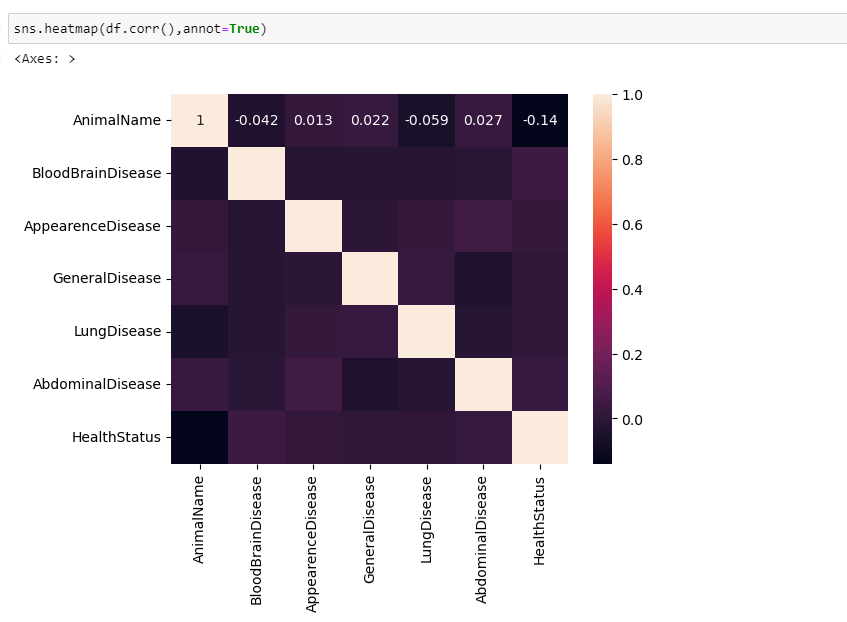 sns.heatmap(df.corr(),annot=True)
<Axes: >
AnimalName 1 -0.042 0.013 0.022 -0.059 0.027 -0.14
BloodBrainDisease
AppearenceDisease
GeneralDisease
LungDisease
AbdominalDisease
HealthStatus
AnimalName
BloodBrainDisease
AppearenceDisease
GeneralDisease
LungDisease
AbdominalDisease
HealthStatus
1.0
0.8
0.6
0.4
0.2
0.0